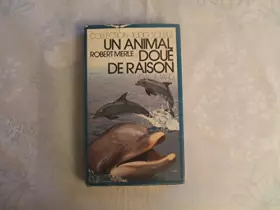 UN ANIMAL
ROBERT MERLE DOUÉ
DE RAISON